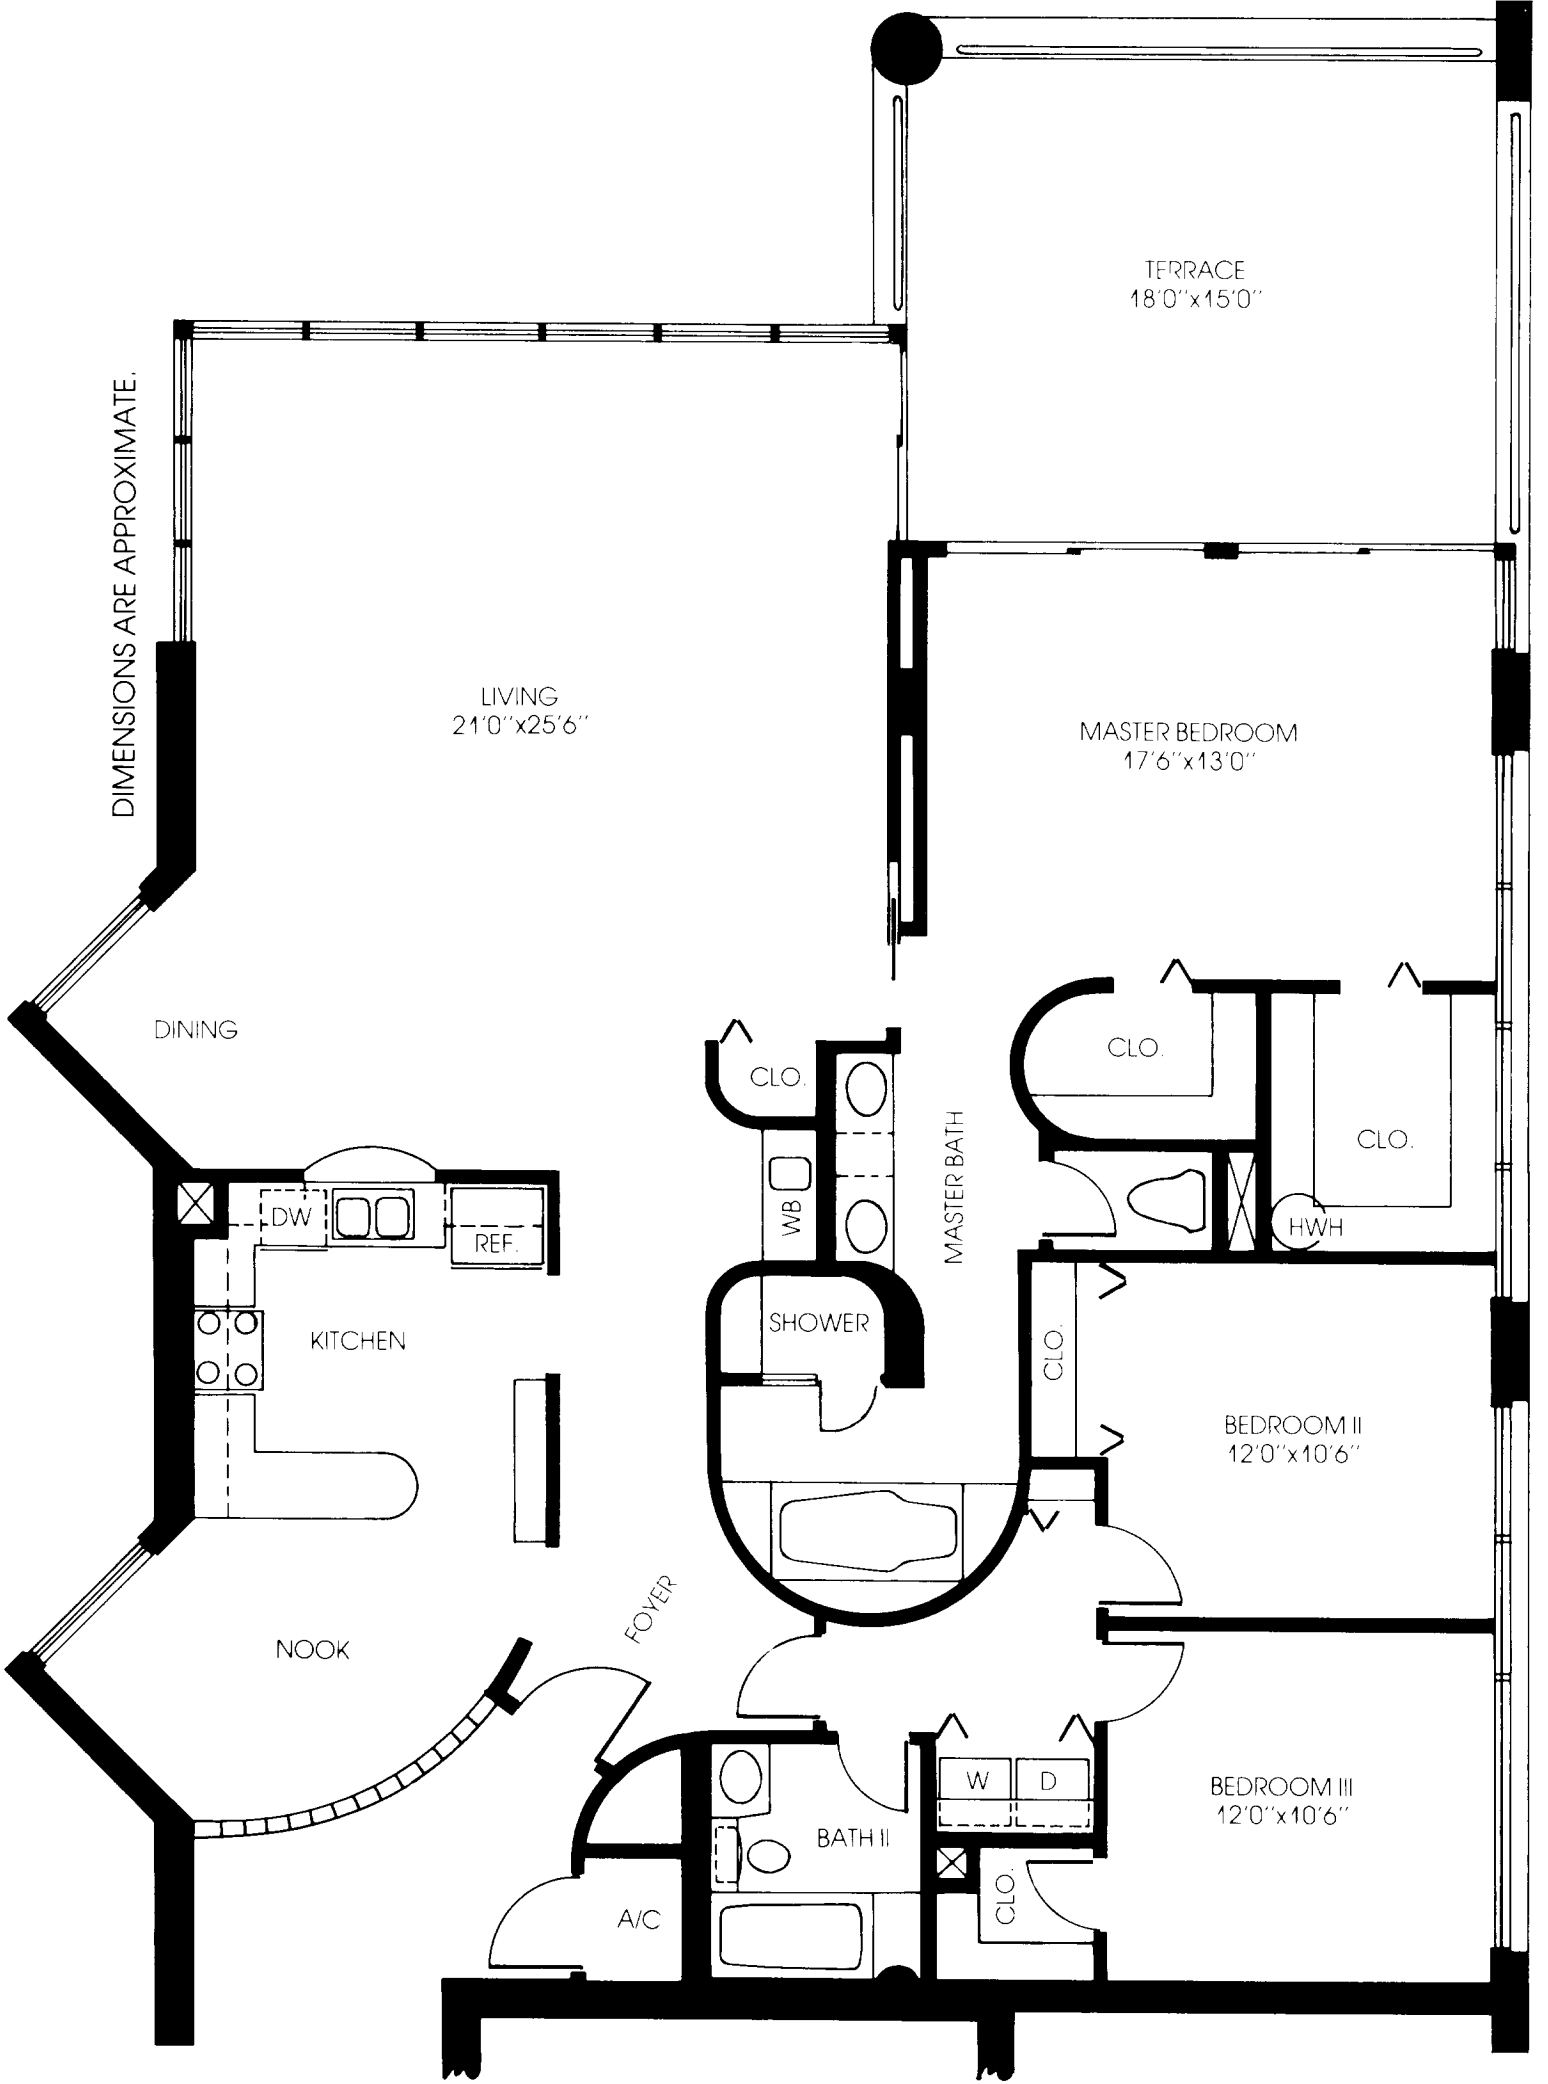 TERRACE
18'0"x15'0"
DIMENSIONS ARE APPROXIMATE.
LIVING
21'0"x25'6"
MASTER BEDROOM
17'6"x13'0"
DINING
CLO.
CLO.
CLO.
MASTER BATH
WB
DW
REF.
HWH
KITCHEN
SHOWER
CLO.
BEDROOM II
12'0"x10'6"
FOYER
NOOK
W
D
BEDROOM III
12'0"x10'6"
BATH II
CLO.
A/C